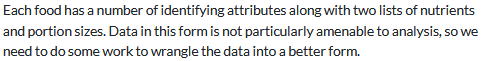 Each food has a number of identifying attributes along with two lists of nutrients
and portion sizes. Data in this form is not particularly amenable to analysis, so we
need to do some work to wrangle the data into a better form.